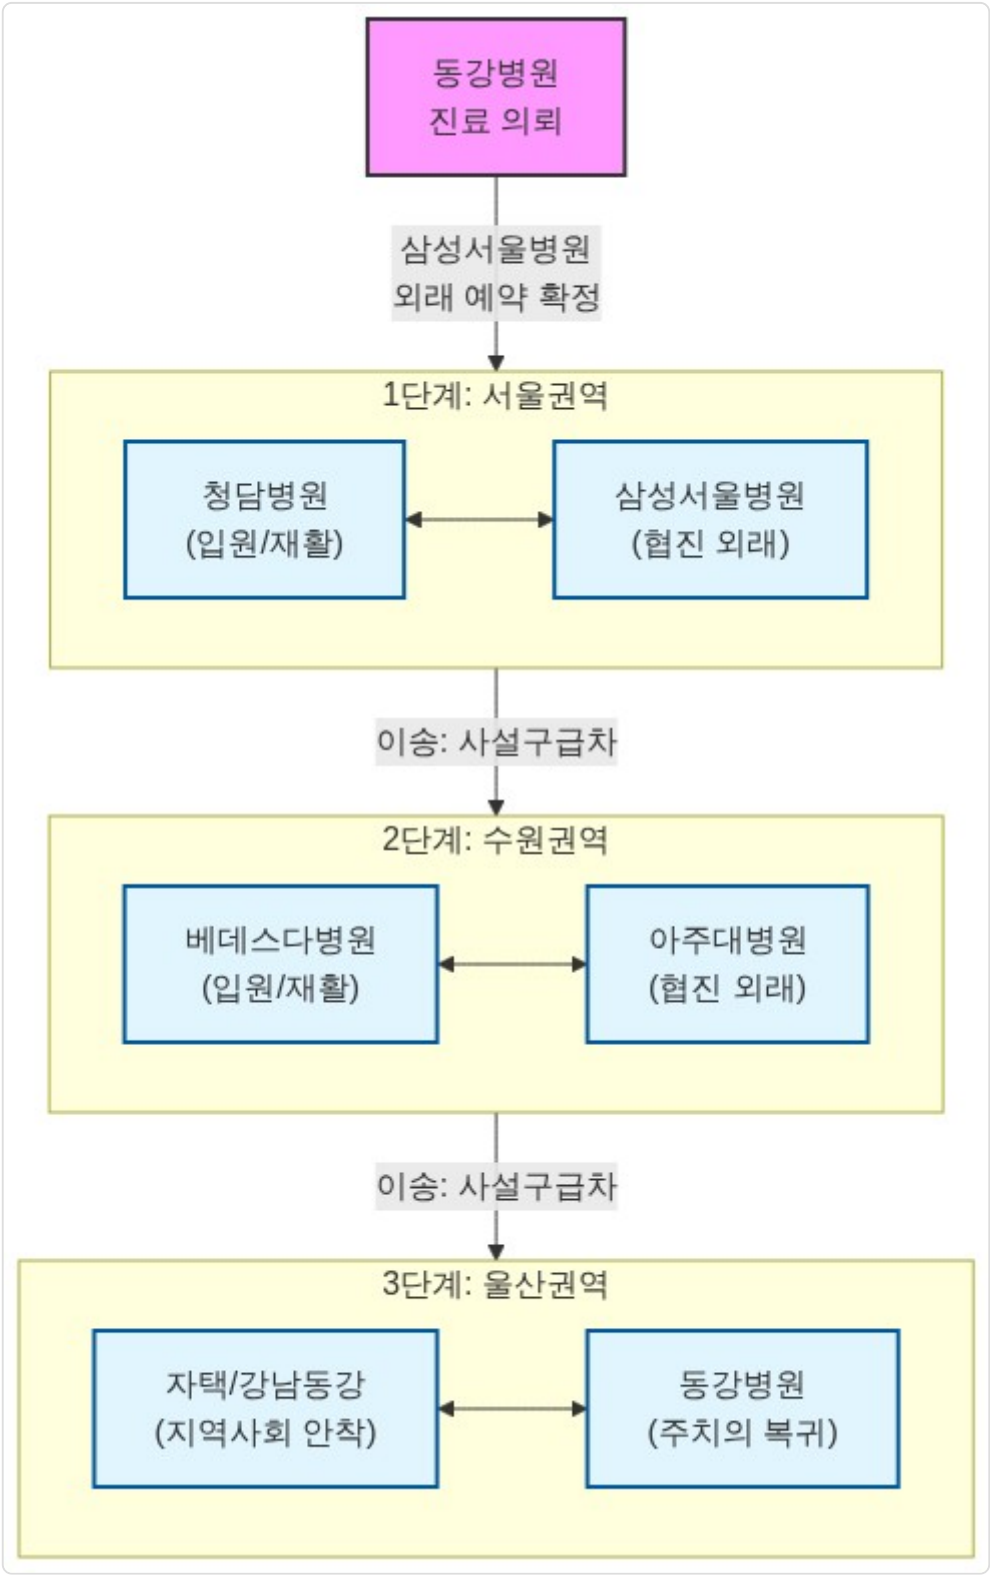 동강병원
진료 의뢰
삼성서울병원
외래 예약 확정
1단계: 서울권역
청담병원
(입원/재활)
삼성서울병원
(협진 외래)
이송: 사설구급차
2단계: 수원권역
베데스다병원
(입원/재활)
아주대병원
(협진 외래)
이송: 사설구급차
3단계: 울산권역
자택/강남동강
(지역사회 안착)
동강병원
(주치의 복귀)